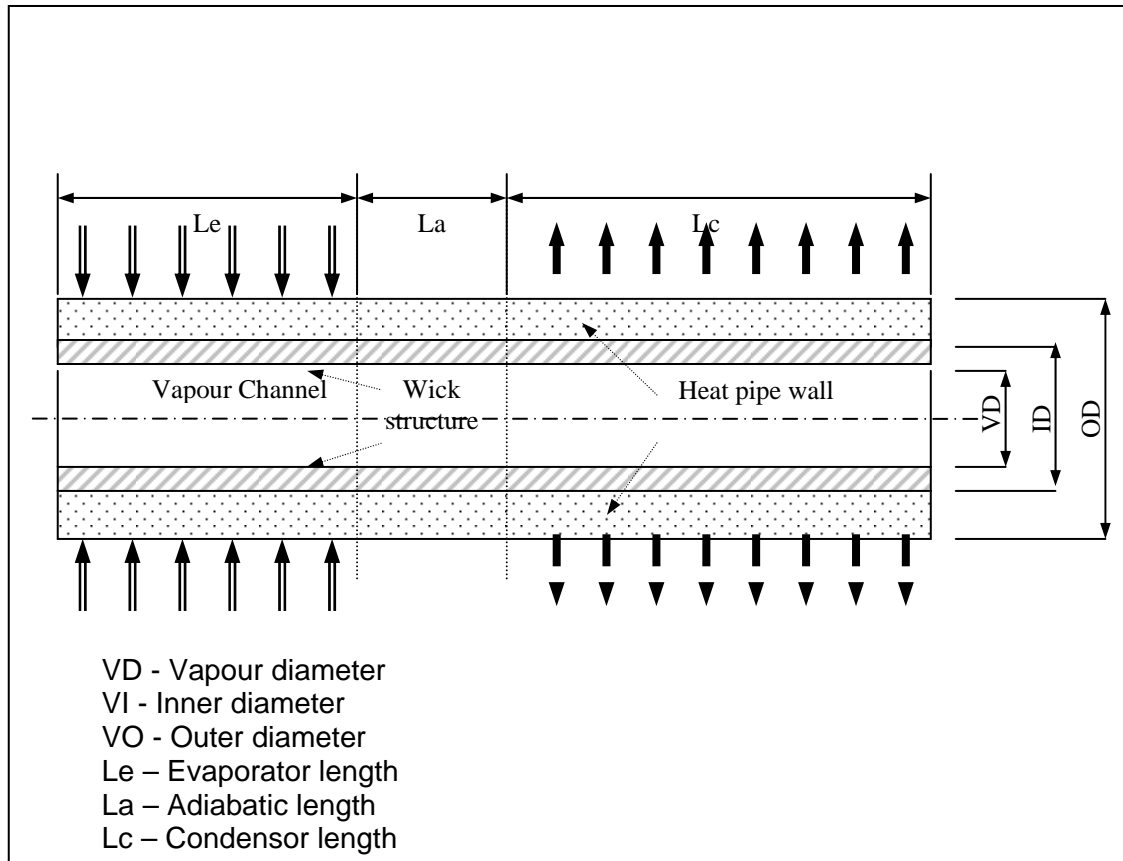 Le
La
Lc
Vapour Channel
Wick
structure
Heat pipe wall
VD
ID
OD
VD - Vapour diameter
VI - Inner diameter
VO - Outer diameter
Le – Evaporator length
La – Adiabatic length
Lc – Condensor length